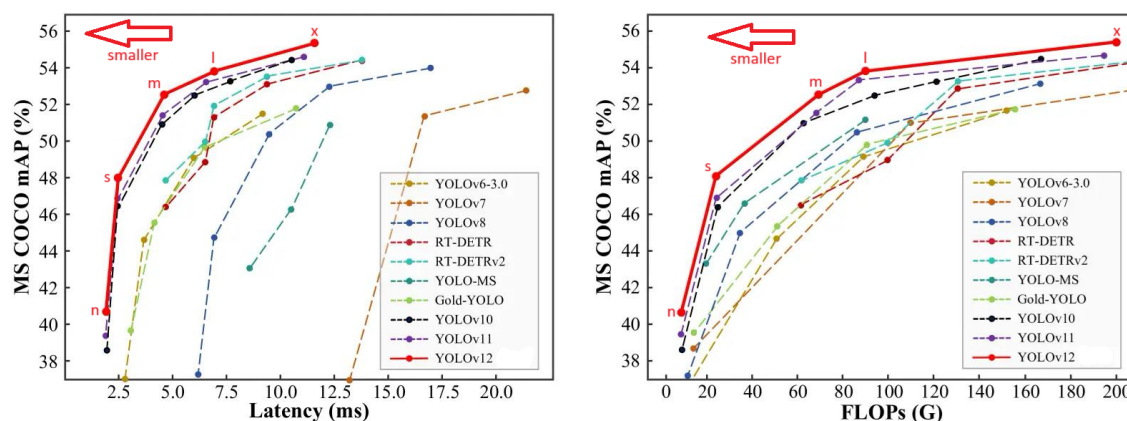 MS COCO mAP (%)
56
54
52
50
48
46
44
42
40
38
smaller
n
s
m
l
x
YOLOv6-3.0
YOLOv7
YOLOv8
RT-DETR
RT-DETRv2
YOLO-MS
Gold-YOLO
YOLOv10
YOLOv11
YOLOv12
2.5 5.0 7.5 10.0 12.5 15.0 17.5 20.0
Latency (ms)
MS COCO mAP (%)
56
54
52
50
48
46
44
42
40
38
smaller
n
s
m
l
x
YOLOv6-3.0
YOLOv7
YOLOv8
RT-DETR
RT-DETRv2
YOLO-MS
Gold-YOLO
YOLOv10
YOLOv11
YOLOv12
0 20 40 60 80 100 120 140 160 180 200
FLOPs (G)